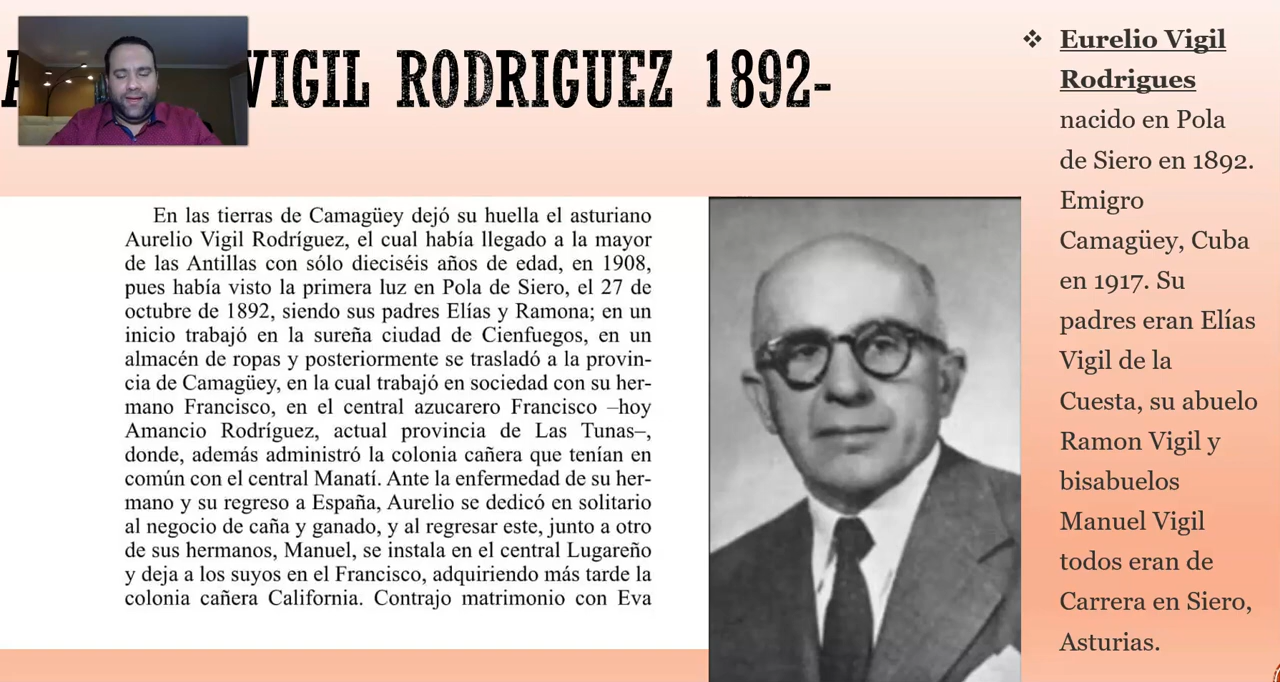 VIGIL RODRIGUEZ 1892-
En las tierras de Camagüey dejó su huella el asturiano
Aurelio Vigil Rodríguez, el cual había llegado a la mayor
de las Antillas con sólo dieciséis años de edad, en 1908,
pues había visto la primera luz en Pola de Siero, el 27 de
octubre de 1892, siendo sus padres Elías y Ramona; en un
inicio trabajó en la sureña ciudad de Cienfuegos, en un
almacén de ropas y posteriormente se trasladó a la provin-
cia de Camagüey, en la cual trabajó en sociedad con su her-
mano Francisco, en el central azucarero Francisco –hoy
Amancio Rodríguez, actual provincia de Las Tunas–,
donde, además administró la colonia cañera que tenían en
común con el central Manatí. Ante la enfermedad de su her-
mano y su regreso a España, Aurelio se dedicó en solitario
al negocio de caña y ganado, y al regresar este, junto a otro
de sus hermanos, Manuel, se instala en el central Lugareño
y deja a los suyos en el Francisco, adquiriendo más tarde la
colonia cañera California. Contrajo matrimonio con Eva
❖ Eurelio Vigil
Rodrigues
nacido en Pola
de Siero en 1892.
Emigro
Camagüey, Cuba
en 1917. Su
padres eran Elías
Vigil de la
Cuesta, su abuelo
Ramon Vigil y
bisabuelos
Manuel Vigil
todos eran de
Carrera en Siero,
Asturias.